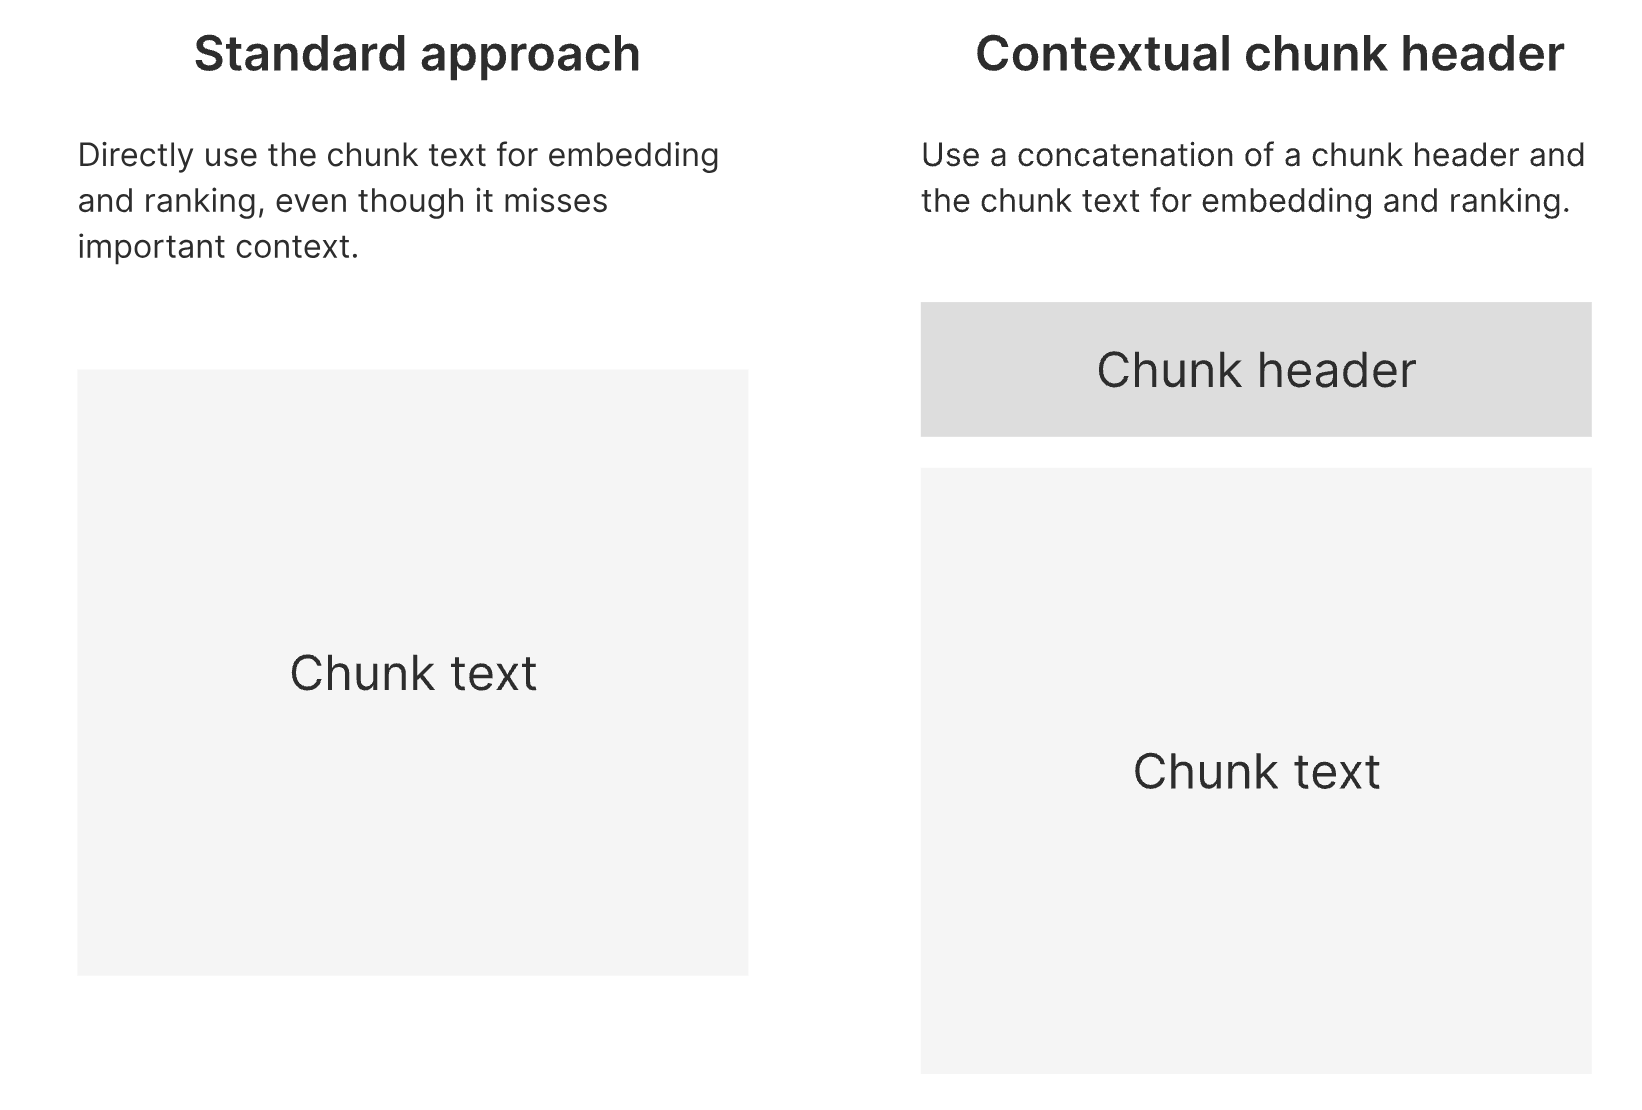 Standard approach
Directly use the chunk text for embedding
and ranking, even though it misses
important context.
Chunk text
Contextual chunk header
Use a concatenation of a chunk header and
the chunk text for embedding and ranking.
Chunk header
Chunk text